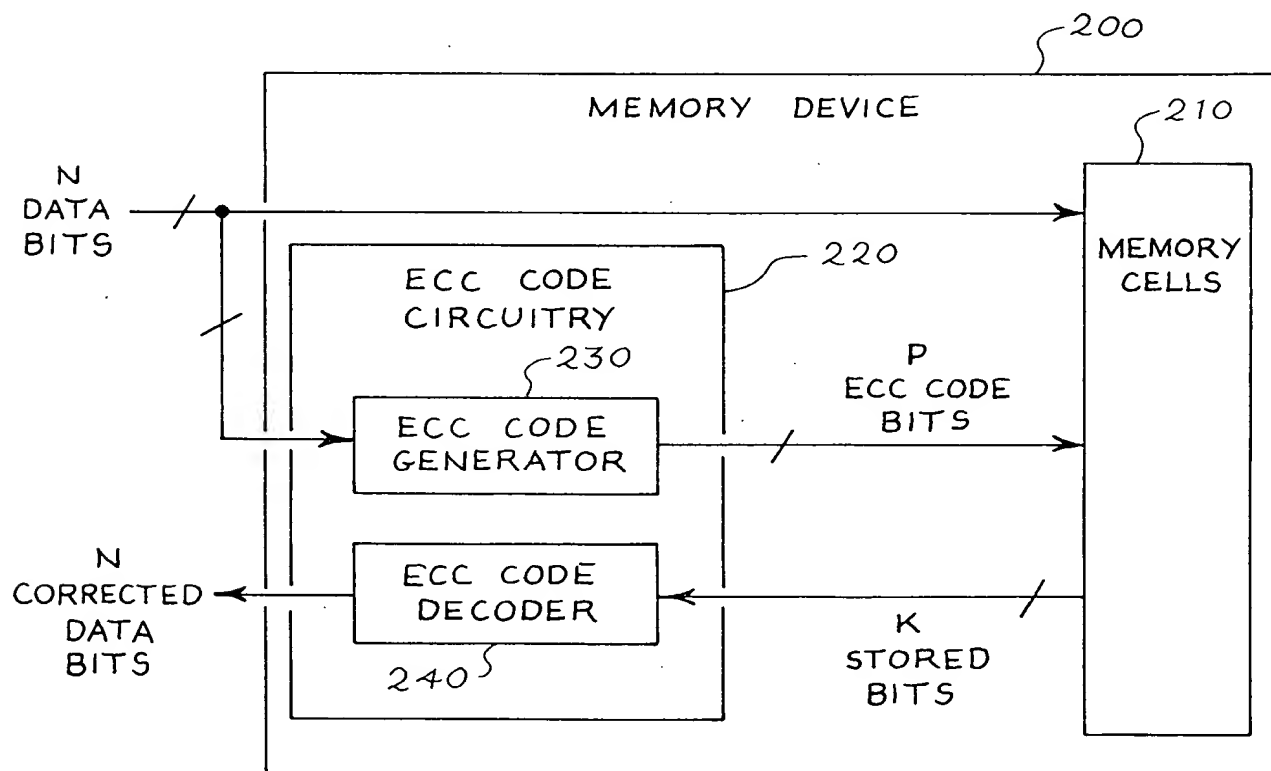 200
MEMORY DEVICE
210
N
DATA
BITS
MEMORY
CELLS
220
ECC CODE
CIRCUITRY
230
P
ECC CODE
BITS
ECC CODE
GENERATOR
N
CORRECTED
DATA
BITS
ECC CODE
DECODER
240
K
STORED
BITS